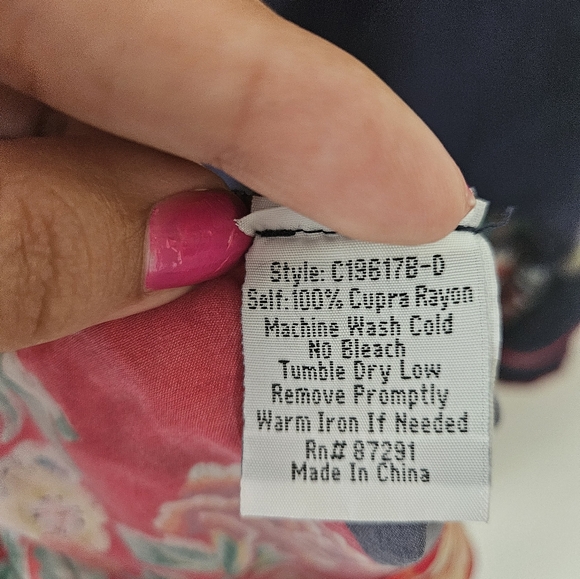 Style: C19617B-D
Self:100% Cupra Rayon
Machine Wash Cold
No Bleach
Tumble Dry Low
Remove Promptly
Warm Iron If Needed
Rn# 87291
Made In China